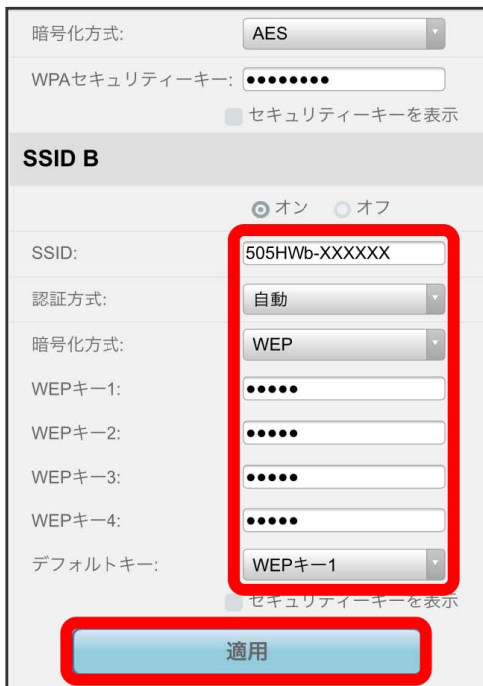 暗号化方式: AES
WPAセキュリティーキー: ●●●●●●●●
セキュリティーキーを表示
SSID B
オン オフ
SSID: 505HWb-XXXXXX
認証方式: 自動
暗号化方式: WEP
WEPキー1: ●●●●●
WEPキー2: ●●●●●
WEPキー3: ●●●●●
WEPキー4: ●●●●●
デフォルトキー: WEPキー1
セキュリティーキーを表示
適用